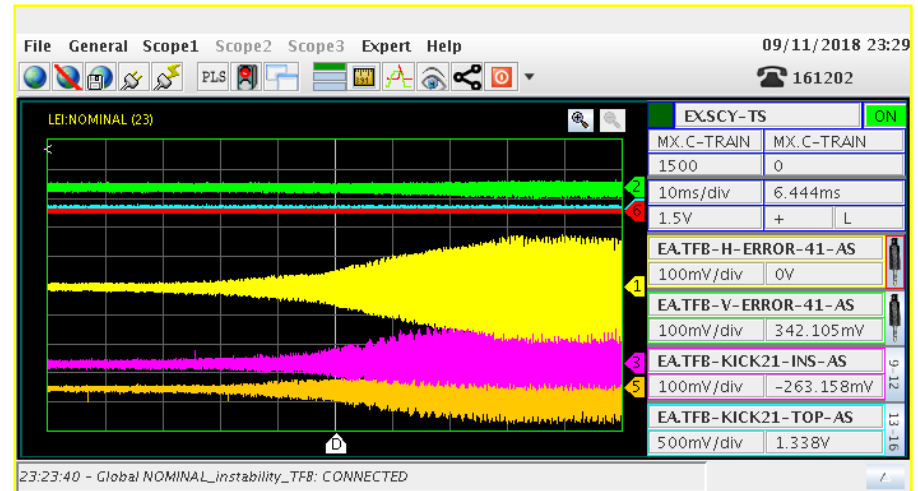 File General Scope1 Scope2 Scope3 Expert Help 09/11/2018 23:29
PLS 161202
LEI:NOMINAL (23)
EX.SCY-TS ON
MX.C-TRAIN MX.C-TRAIN
1500 0
10ms/div 6.444ms
1.5V + L
EA.TFB-H-ERROR-41-AS
100mV/div 0V
EA.TFB-V-ERROR-41-AS
100mV/div 342.105mV
EA.TFB-KICK21-INS-AS
100mV/div -263.158mV
9-12
EA.TFB-KICK21-TOP-AS
500mV/div 1.338V
13-16
2
6
1
3
5
D
23:23:40 - Global NOMINAL_instability_TFB: CONNECTED